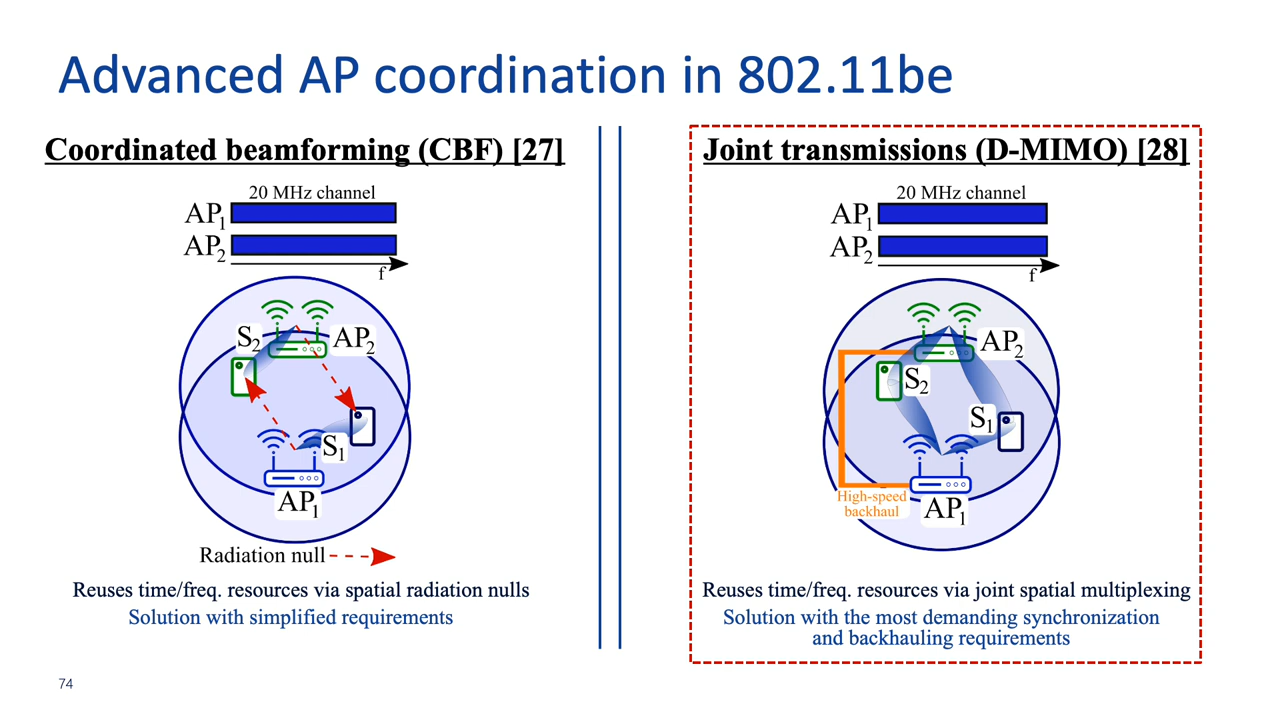 Advanced AP coordination in 802.11be
Coordinated beamforming (CBF) [27]
20 MHz channel
AP1
AP2
f
S2
AP2
S1
AP1
Radiation null
Reuses time/freq. resources via spatial radiation nulls
Solution with simplified requirements
Joint transmissions (D-MIMO) [28]
20 MHz channel
AP1
AP2
f
AP2
S2
S1
High-speed
backhaul
AP1
Reuses time/freq. resources via joint spatial multiplexing
Solution with the most demanding synchronization
and backhauling requirements
74